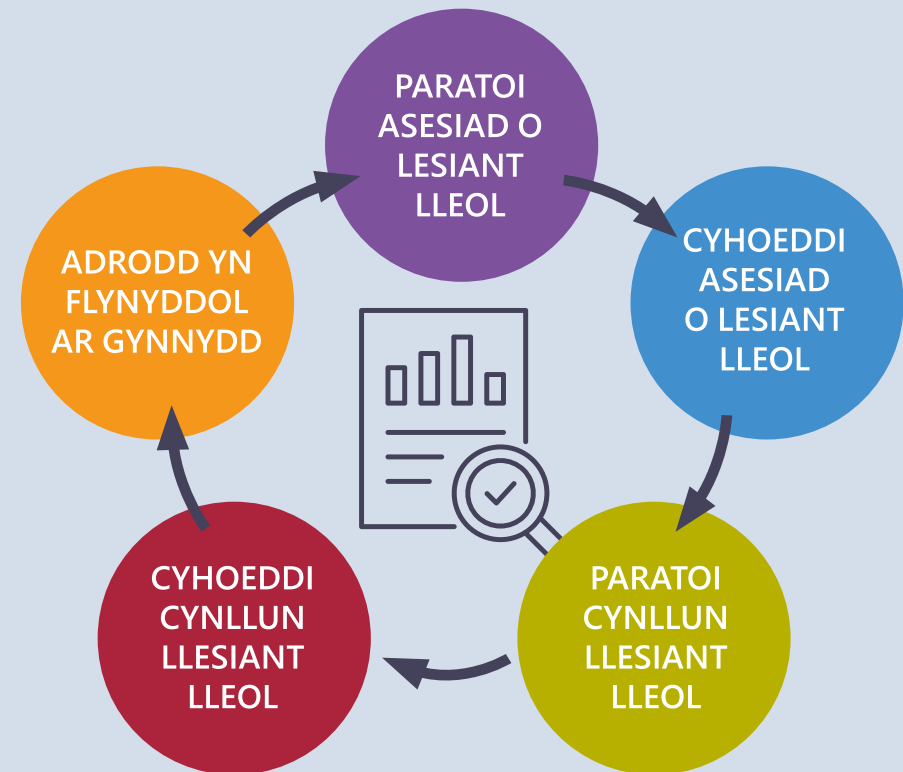 PARATOI
ASESIAD O
LESIANT
LLEOL
CYHOEDDI
ASESIAD
O LESIANT
LLEOL
PARATOI
CYNLLUN
LLESIANT
LLEOL
CYHOEDDI
CYNLLUN
LLESIANT
LLEOL
ADRODD YN
FLYNYDDOL
AR GYNNYDD